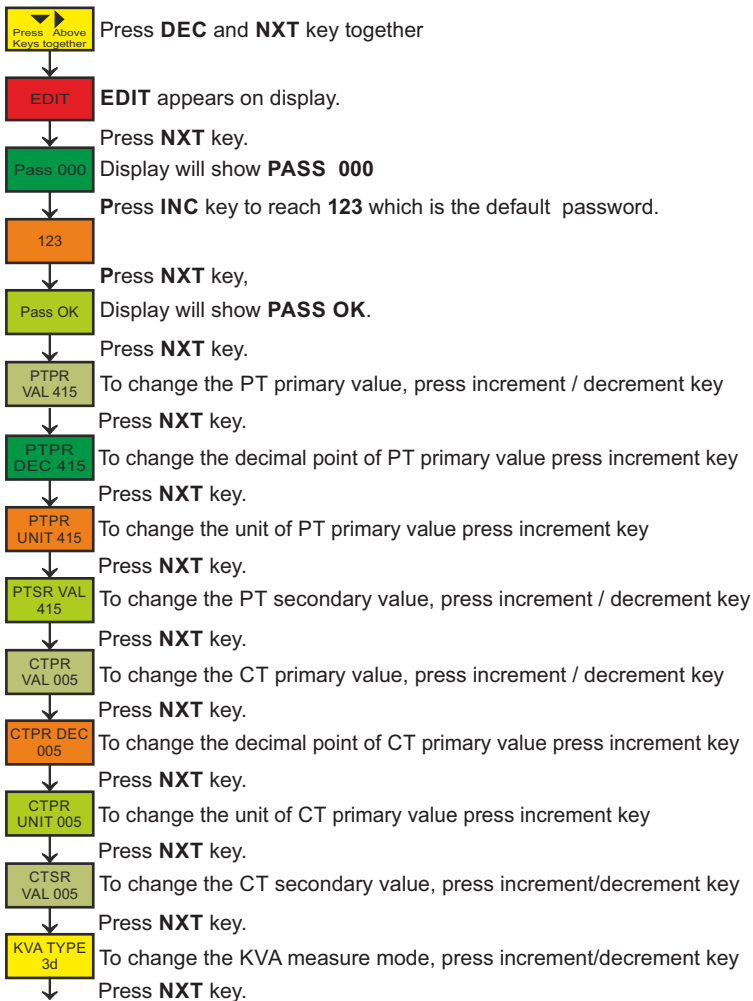 Press Above
Keys together
Press DEC and NXT key together
EDIT
EDIT appears on display.
Press NXT key.
Pass 000
Display will show PASS 000
Press INC key to reach 123 which is the default password.
123
Press NXT key,
Pass OK
Display will show PASS OK.
Press NXT key.
PTPR
VAL 415
To change the PT primary value, press increment / decrement key
Press NXT key.
PTPR
DEC 415
To change the decimal point of PT primary value press increment key
Press NXT key.
PTPR
UNIT 415
To change the unit of PT primary value press increment key
Press NXT key.
PTSR VAL
415
To change the PT secondary value, press increment / decrement key
Press NXT key.
CTPR
VAL 005
To change the CT primary value, press increment / decrement key
Press NXT key.
CTPR DEC
005
To change the decimal point of CT primary value press increment key
Press NXT key.
CTPR
UNIT 005
To change the unit of CT primary value press increment key
Press NXT key.
CTSR
VAL 005
To change the CT secondary value, press increment/decrement key
Press NXT key.
KVA TYPE
3d
To change the KVA measure mode, press increment/decrement key
Press NXT key.